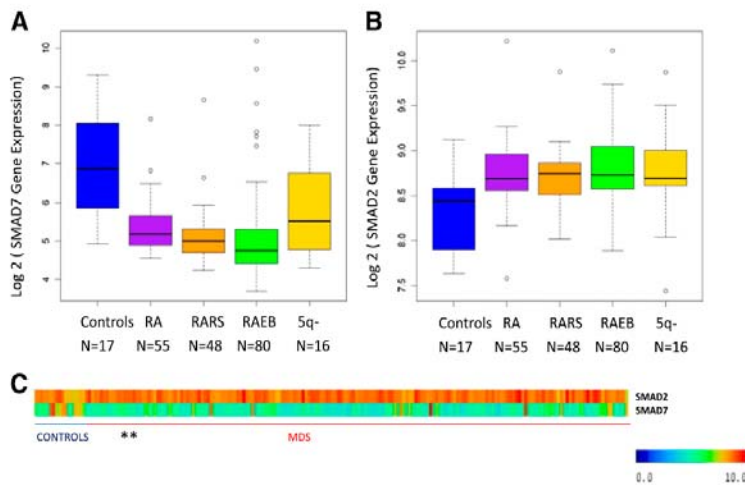 A
B
Log 2 ( SMAD7 Gene Expression)
10
9
8
7
6
5
4
Controls RA RARS RAEB 5q-
N=17 N=55 N=48 N=80 N=16
Log 2 ( SMAD2 Gene Expression)
10.0
9.5
9.0
8.5
8.0
7.5
Controls RA RARS RAEB 5q-
N=17 N=55 N=48 N=80 N=16
C
SMAD2
SMAD7
CONTROLS ** MDS
0.0 10.0